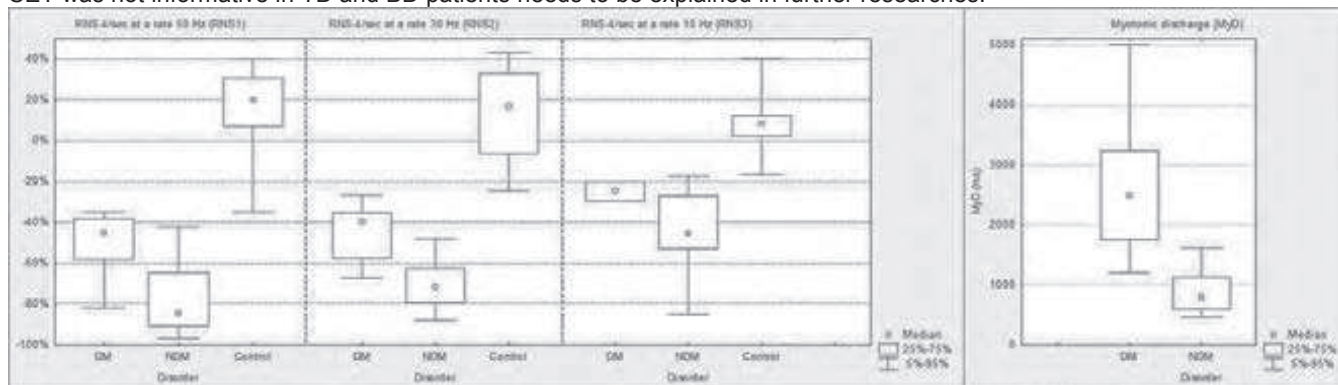 SET was not informative in TD and BD patients needs to be explained in further researches.
RNS-4/sec at a rate 50 Hz (RNS1) RNS-4/sec at a rate 30 Hz (RNS2) RNS-4/sec at a rate 10 Hz (RNS3)
40%
20%
0%
20%
-40%
-60%
-80%
-100%
DM NDM Control DM NDM Control DM NDM Control
Disorder Disorder Disorder
Median
25%-75%
5%-95%
Myotonic discharge (MyD)
MyD (ms)
5000
4000
3000
2000
1000
0
DM NDM
Disorder
Median
25%-75%
5%-95%